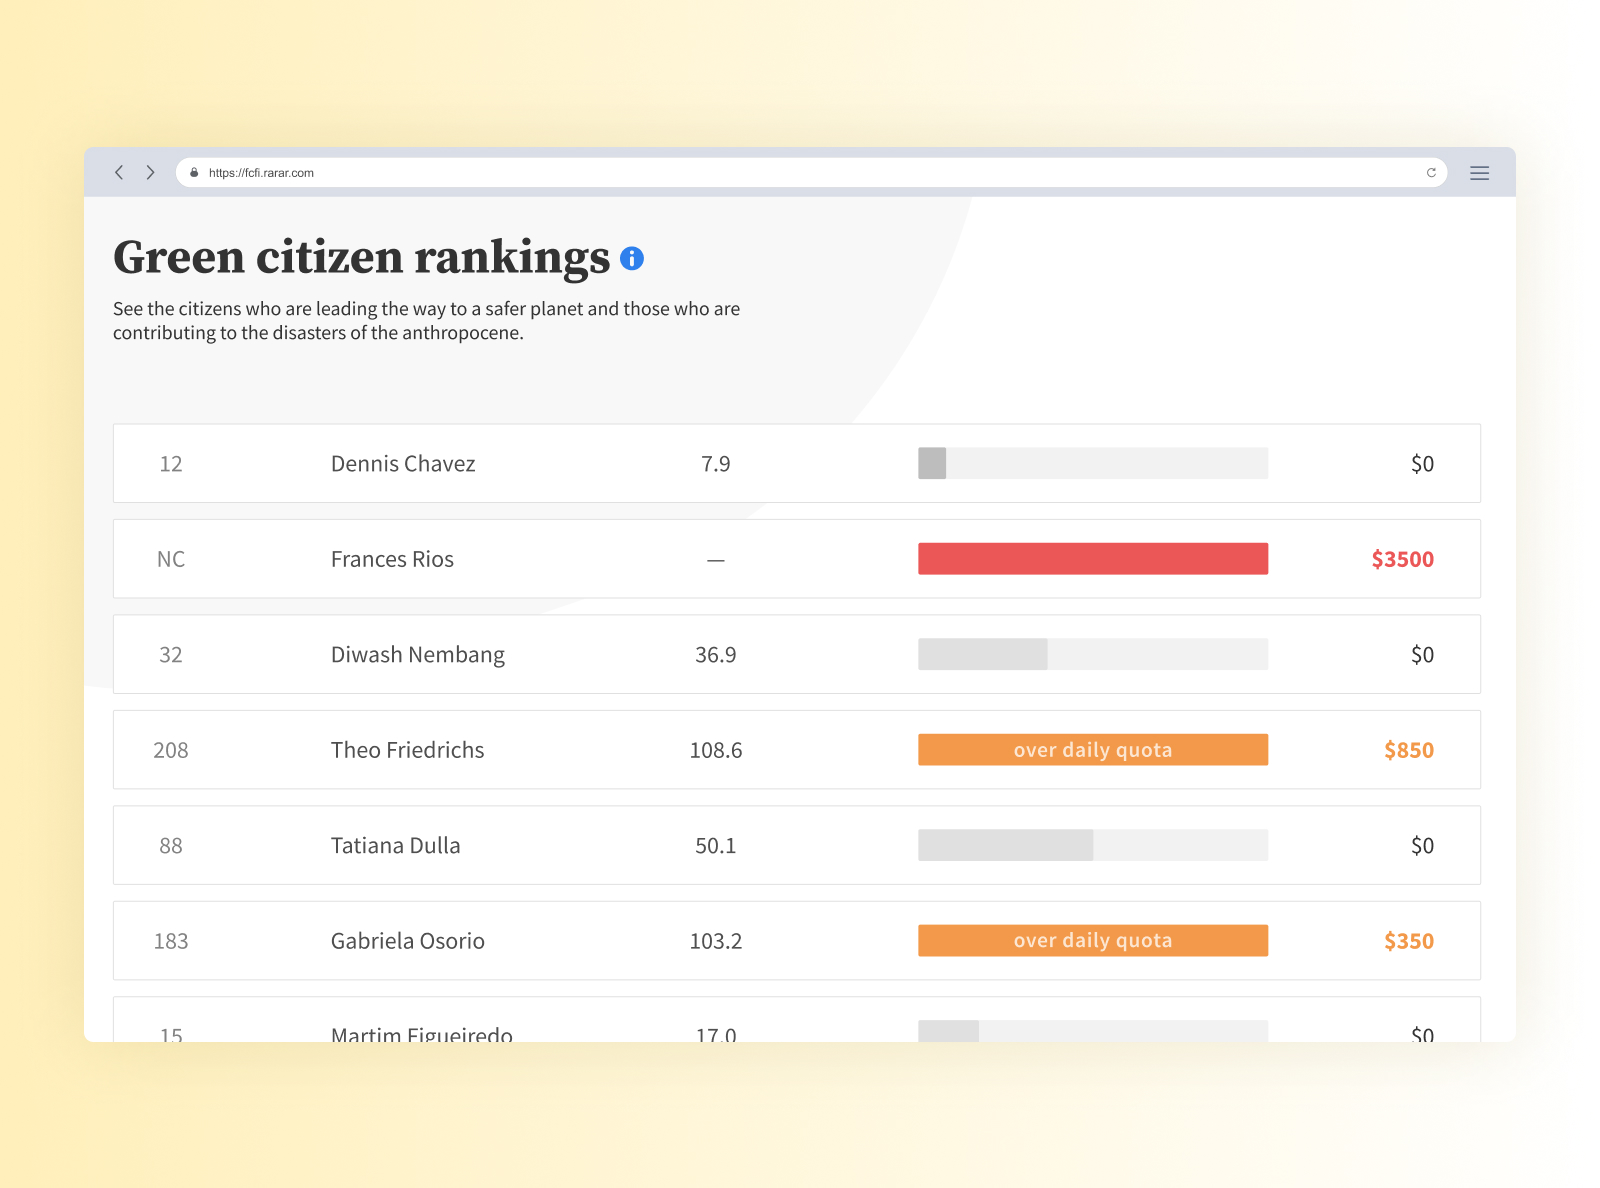 https://fcfi.rarar.com
Green citizen rankings
See the citizens who are leading the way to a safer planet and those who are
contributing to the disasters of the anthropocene.
12 Dennis Chavez 7.9 $0
NC Frances Rios — $3500
32 Diwash Nembang 36.9 $0
208 Theo Friedrichs 108.6 over daily quota $850
88 Tatiana Dulla 50.1 $0
183 Gabriela Osorio 103.2 over daily quota $350
15 Martim Figueiredo 17.0 $0